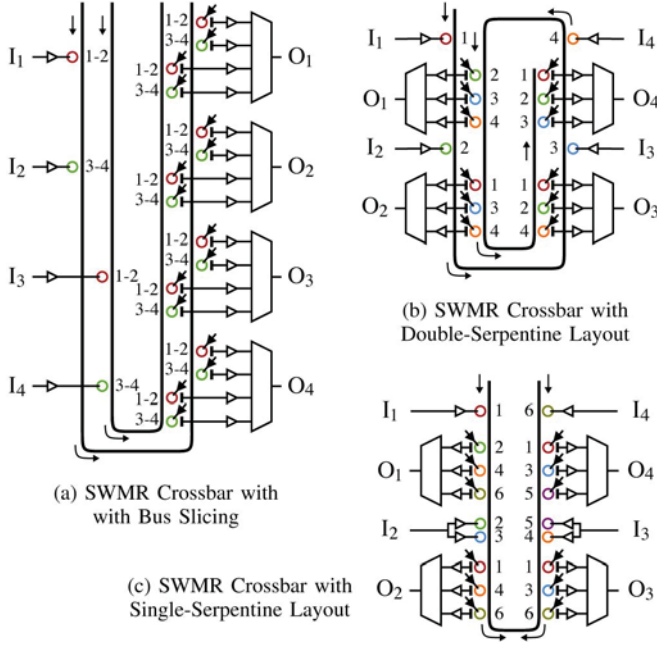 1-2
3-4
I1
1-2
1-2
3-4
O1
1-2
3-4
I2
3-4
1-2
3-4
O2
1-2
3-4
I3
1-2
1-2
3-4
O3
1-2
3-4
I4
3-4
1-2
3-4
O4
(a) SWMR Crossbar with
with Bus Slicing
I1
1
4
I4
O1
2
1
O4
3
2
4
3
I2
2
3
I3
O2
1
1
O3
3
2
4
4
(b) SWMR Crossbar with
Double-Serpentine Layout
I1
1
6
I4
O1
2
1
O4
4
3
6
5
I2
2
5
I3
3
4
O2
1
1
O3
4
3
6
6
(c) SWMR Crossbar with
Single-Serpentine Layout